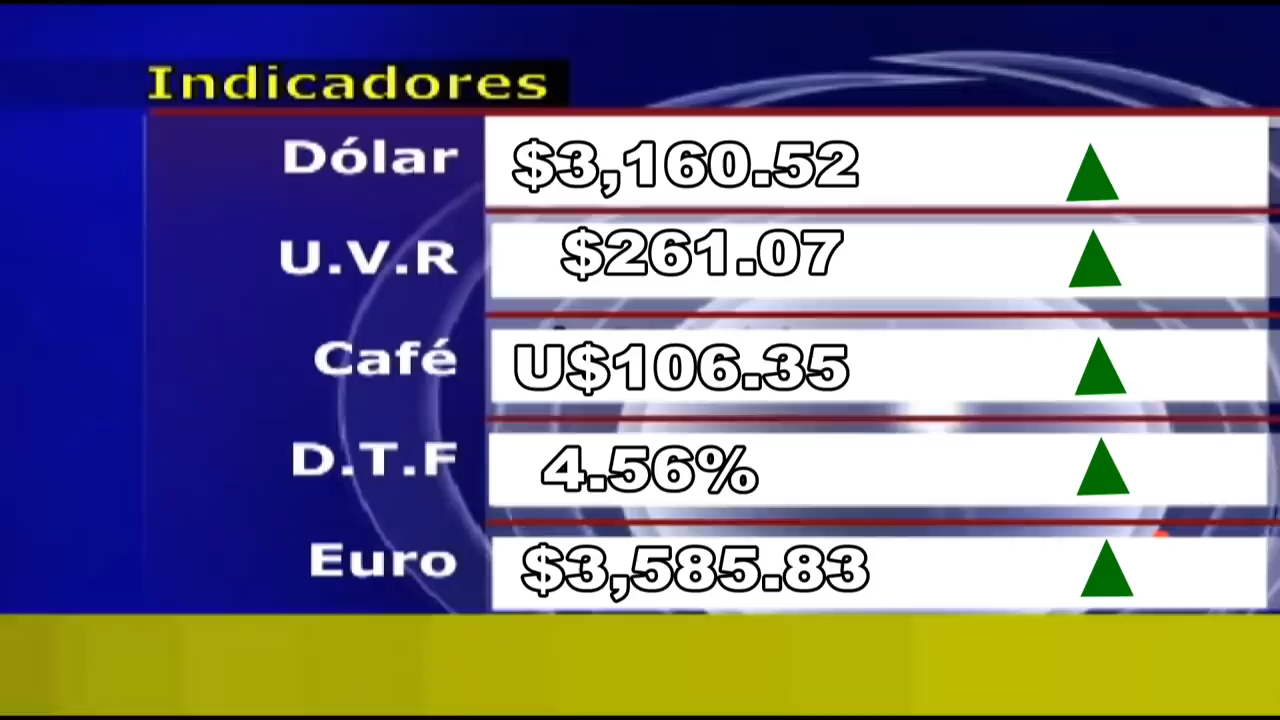 Indicadores
Dólar $3,160.52
U.V.R $261.07
Café U$106.35
D.T.F 4.56%
Euro $3,585.83